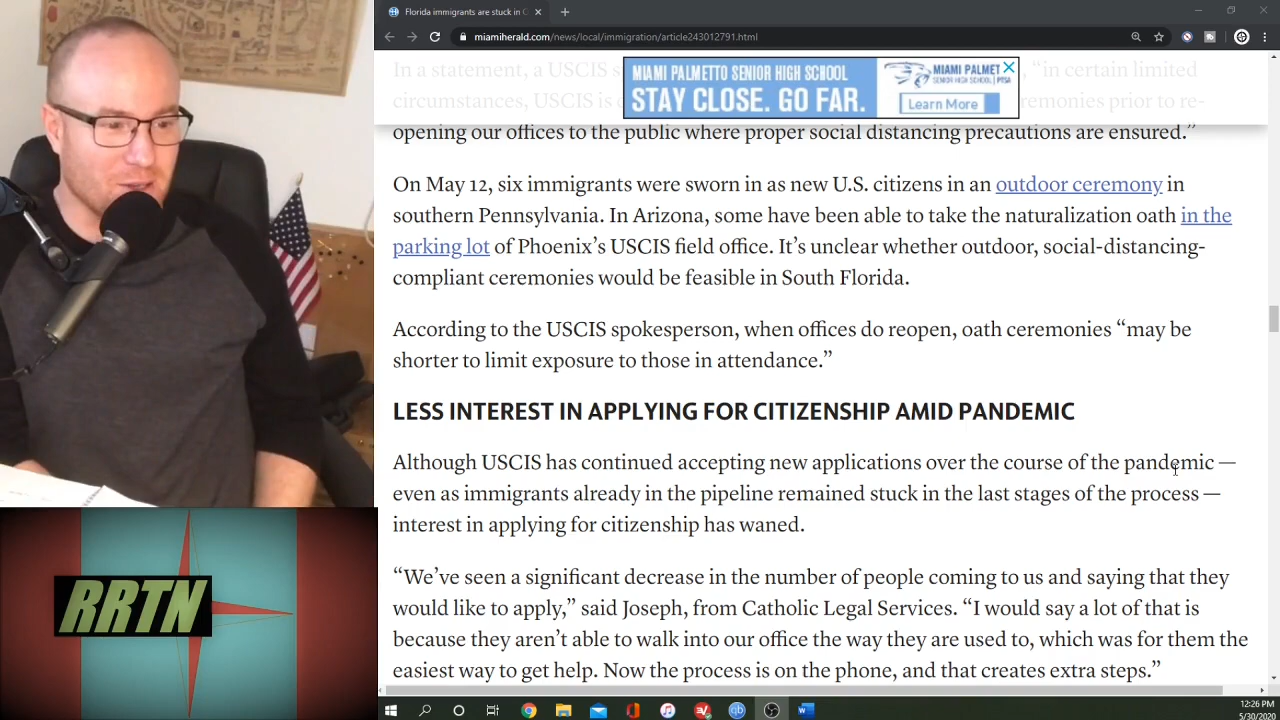 Florida immigrants are stuck in C
miamiherald.com/news/local/immigration/article243012791.html
In a statement, a USCIS s
“in certain limited
MIAMI PALMETTO SENIOR HIGH SCHOOL
STAY CLOSE. GO FAR.
MIAMI PALMET
SENIOR HIGH SCHOOL PTSA
Learn More
circumstances, USCIS is
remonies prior to re-
opening our offices to the public where proper social distancing precautions are ensured.”
On May 12, six immigrants were sworn in as new U.S. citizens in an outdoor ceremony in
southern Pennsylvania. In Arizona, some have been able to take the naturalization oath in the
parking lot of Phoenix’s USCIS field office. It’s unclear whether outdoor, social-distancing-
compliant ceremonies would be feasible in South Florida.
According to the USCIS spokesperson, when offices do reopen, oath ceremonies “may be
shorter to limit exposure to those in attendance.”
LESS INTEREST IN APPLYING FOR CITIZENSHIP AMID PANDEMIC
Although USCIS has continued accepting new applications over the course of the pandemic —
even as immigrants already in the pipeline remained stuck in the last stages of the process —
interest in applying for citizenship has waned.
“We’ve seen a significant decrease in the number of people coming to us and saying that they
would like to apply,” said Joseph, from Catholic Legal Services. “I would say a lot of that is
because they aren’t able to walk into our office the way they are used to, which was for them the
easiest way to get help. Now the process is on the phone, and that creates extra steps.”
RRTN
12:26 PM
5/30/2020